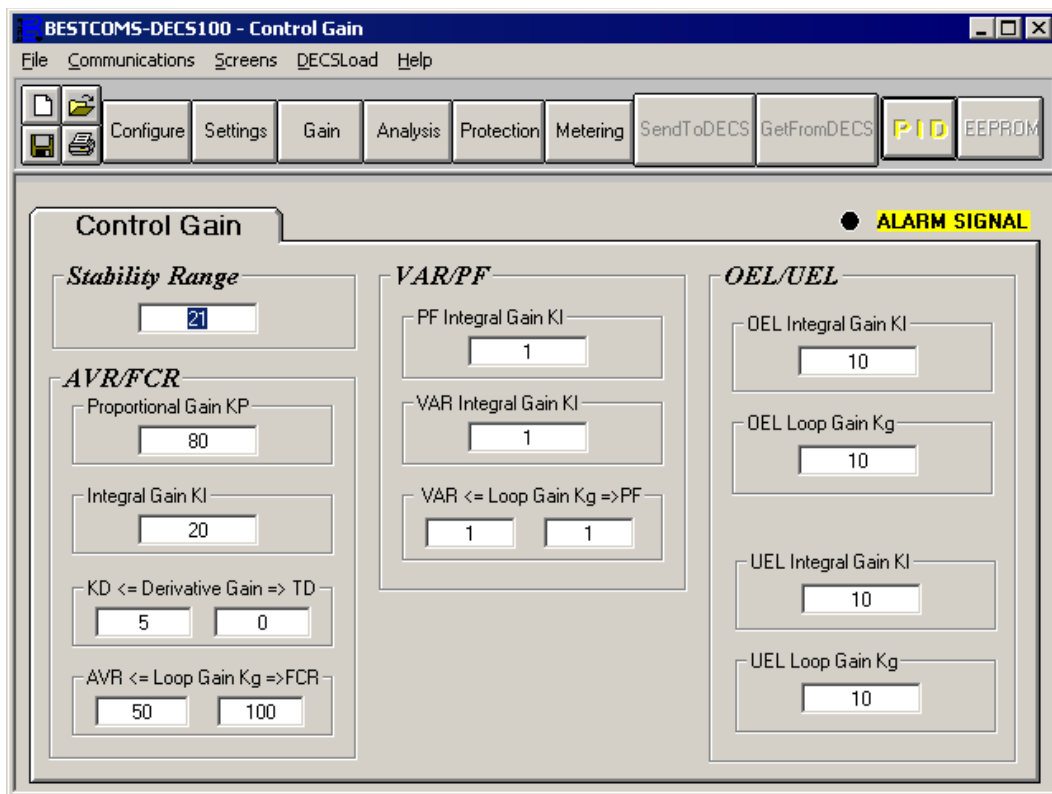 BESTCOMS-DECS100 - Control Gain
File Communications Screens DECSLoad Help
Configure Settings Gain Analysis Protection Metering SendToDECS GetFromDECS PID EEPROM
Control Gain
ALARM SIGNAL
Stability Range
21
AVR/FCR
Proportional Gain KP
80
Integral Gain KI
20
KD <= Derivative Gain => TD
5 0
AVR <= Loop Gain Kg =>FCR
50 100
VAR/PF
PF Integral Gain KI
1
VAR Integral Gain KI
1
VAR <= Loop Gain Kg =>PF
1 1
OEL/UEL
OEL Integral Gain KI
10
OEL Loop Gain Kg
10
UEL Integral Gain KI
10
UEL Loop Gain Kg
10